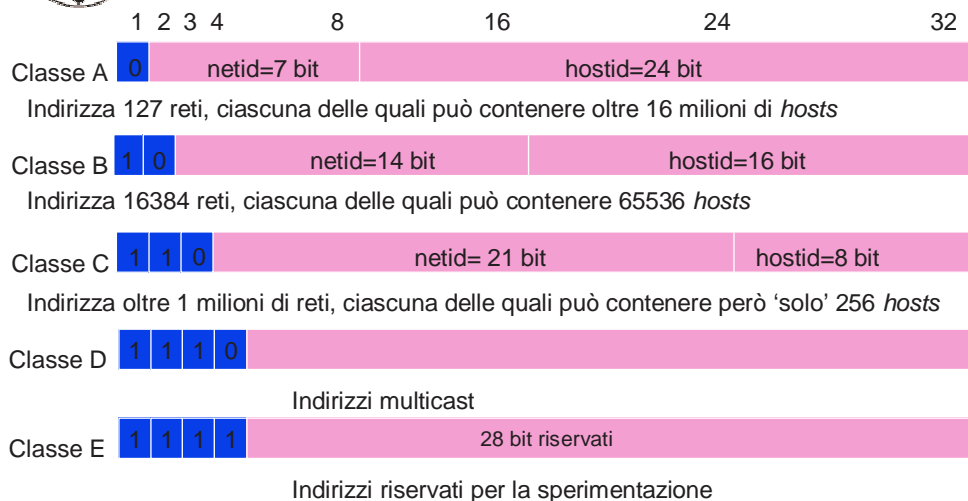 1 2 3 4 8 16 24 32
Classe A 0 netid=7 bit hostid=24 bit
Indirizza 127 reti, ciascuna delle quali può contenere oltre 16 milioni di hosts
Classe B 1 0 netid=14 bit hostid=16 bit
Indirizza 16384 reti, ciascuna delle quali può contenere 65536 hosts
Classe C 1 1 0 netid= 21 bit hostid=8 bit
Indirizza oltre 1 milioni di reti, ciascuna delle quali può contenere però ‘solo’ 256 hosts
Classe D 1 1 1 0
Indirizzi multicast
Classe E 1 1 1 1 28 bit riservati
Indirizzi riservati per la sperimentazione